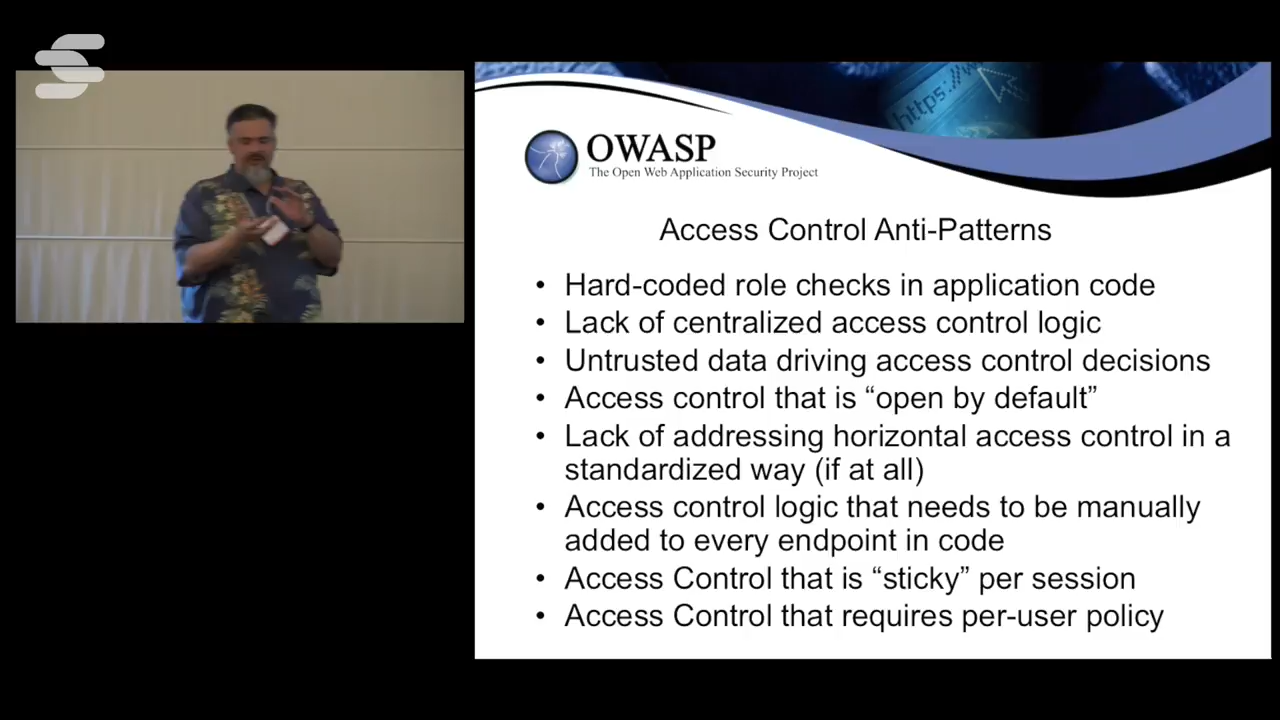 https://w
OWASP
The Open Web Application Security Project
Access Control Anti-Patterns
• Hard-coded role checks in application code
• Lack of centralized access control logic
• Untrusted data driving access control decisions
• Access control that is “open by default”
• Lack of addressing horizontal access control in a
standardized way (if at all)
• Access control logic that needs to be manually
added to every endpoint in code
• Access Control that is “sticky” per session
• Access Control that requires per-user policy